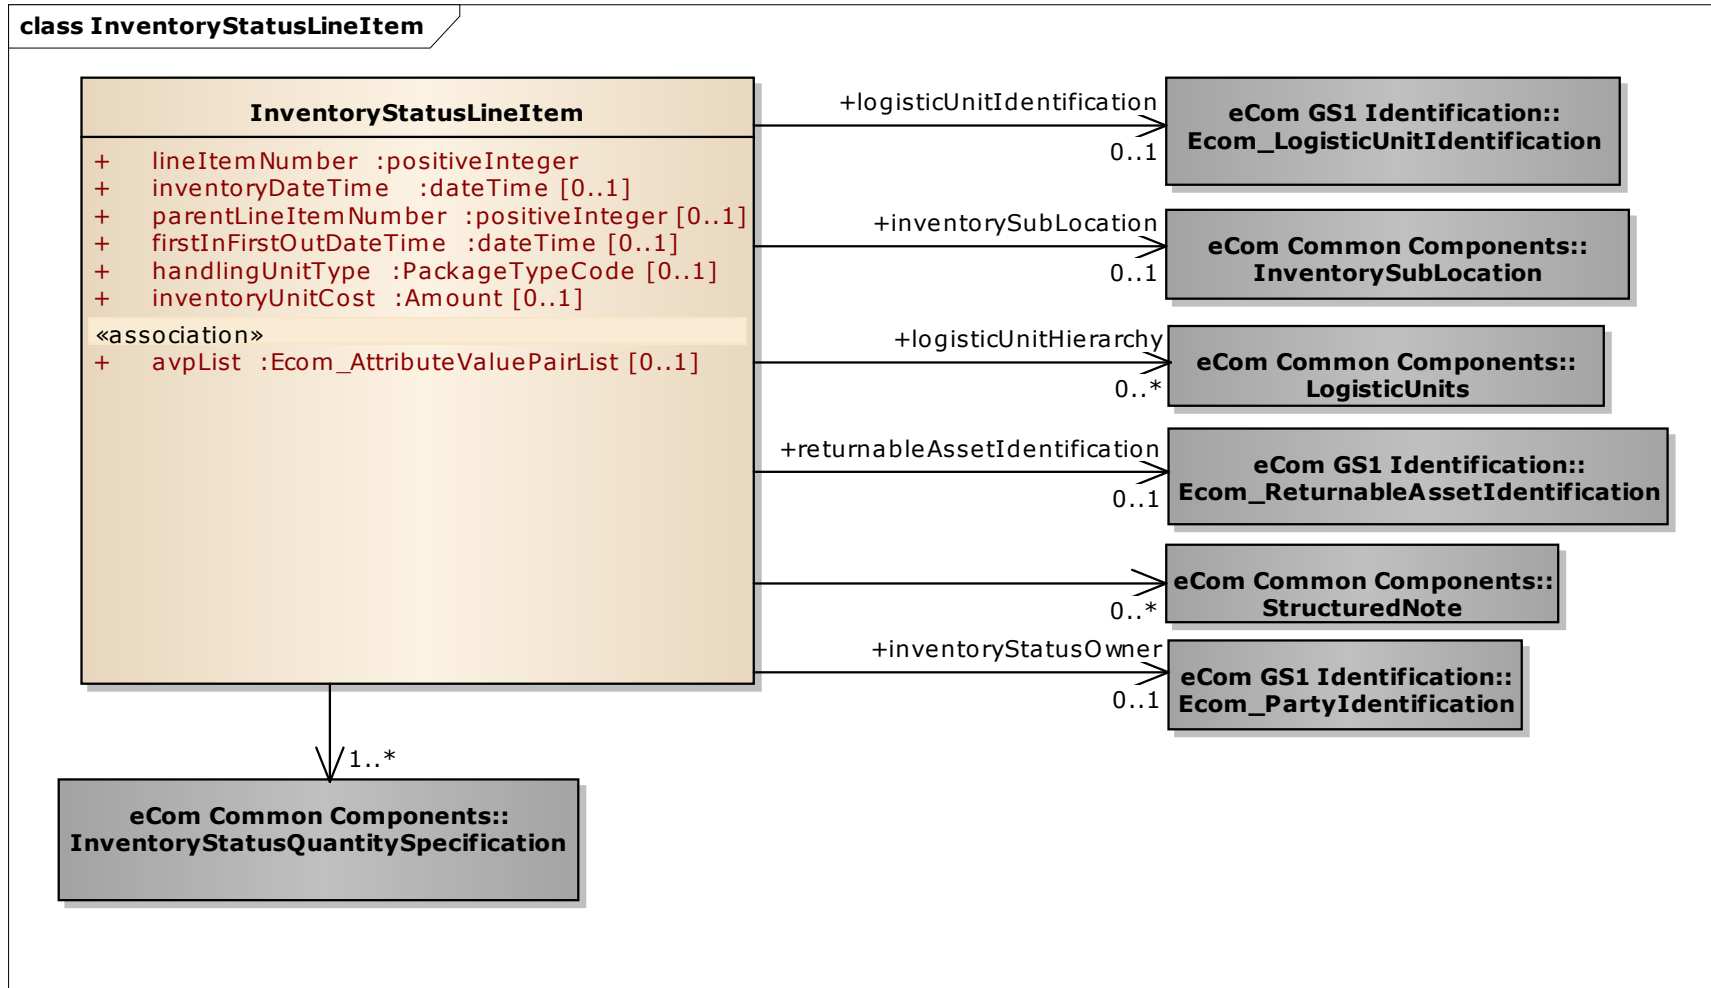 class InventoryStatusLineItem
InventoryStatusLineItem
+ lineItemNumber :positiveInteger
+ inventoryDateTime :dateTime [0..1]
+ parentLineItemNumber :positiveInteger [0..1]
+ firstInFirstOutDateTime :dateTime [0..1]
+ handlingUnitType :PackageTypeCode [0..1]
+ inventoryUnitCost :Amount [0..1]
«association»
+ avpList :Ecom_AttributeValuePairList [0..1]
+logisticUnitIdentification
0..1
eCom GS1 Identification::
Ecom_LogisticUnitIdentification
+inventorySubLocation
0..1
eCom Common Components::
InventorySubLocation
+logisticUnitHierarchy
0..*
eCom Common Components::
LogisticUnits
+returnableAssetIdentification
0..1
eCom GS1 Identification::
Ecom_ReturnableAssetIdentification
0..*
eCom Common Components::
StructuredNote
+inventoryStatusOwner
0..1
eCom GS1 Identification::
Ecom_PartyIdentification
1..*
eCom Common Components::
InventoryStatusQuantitySpecification